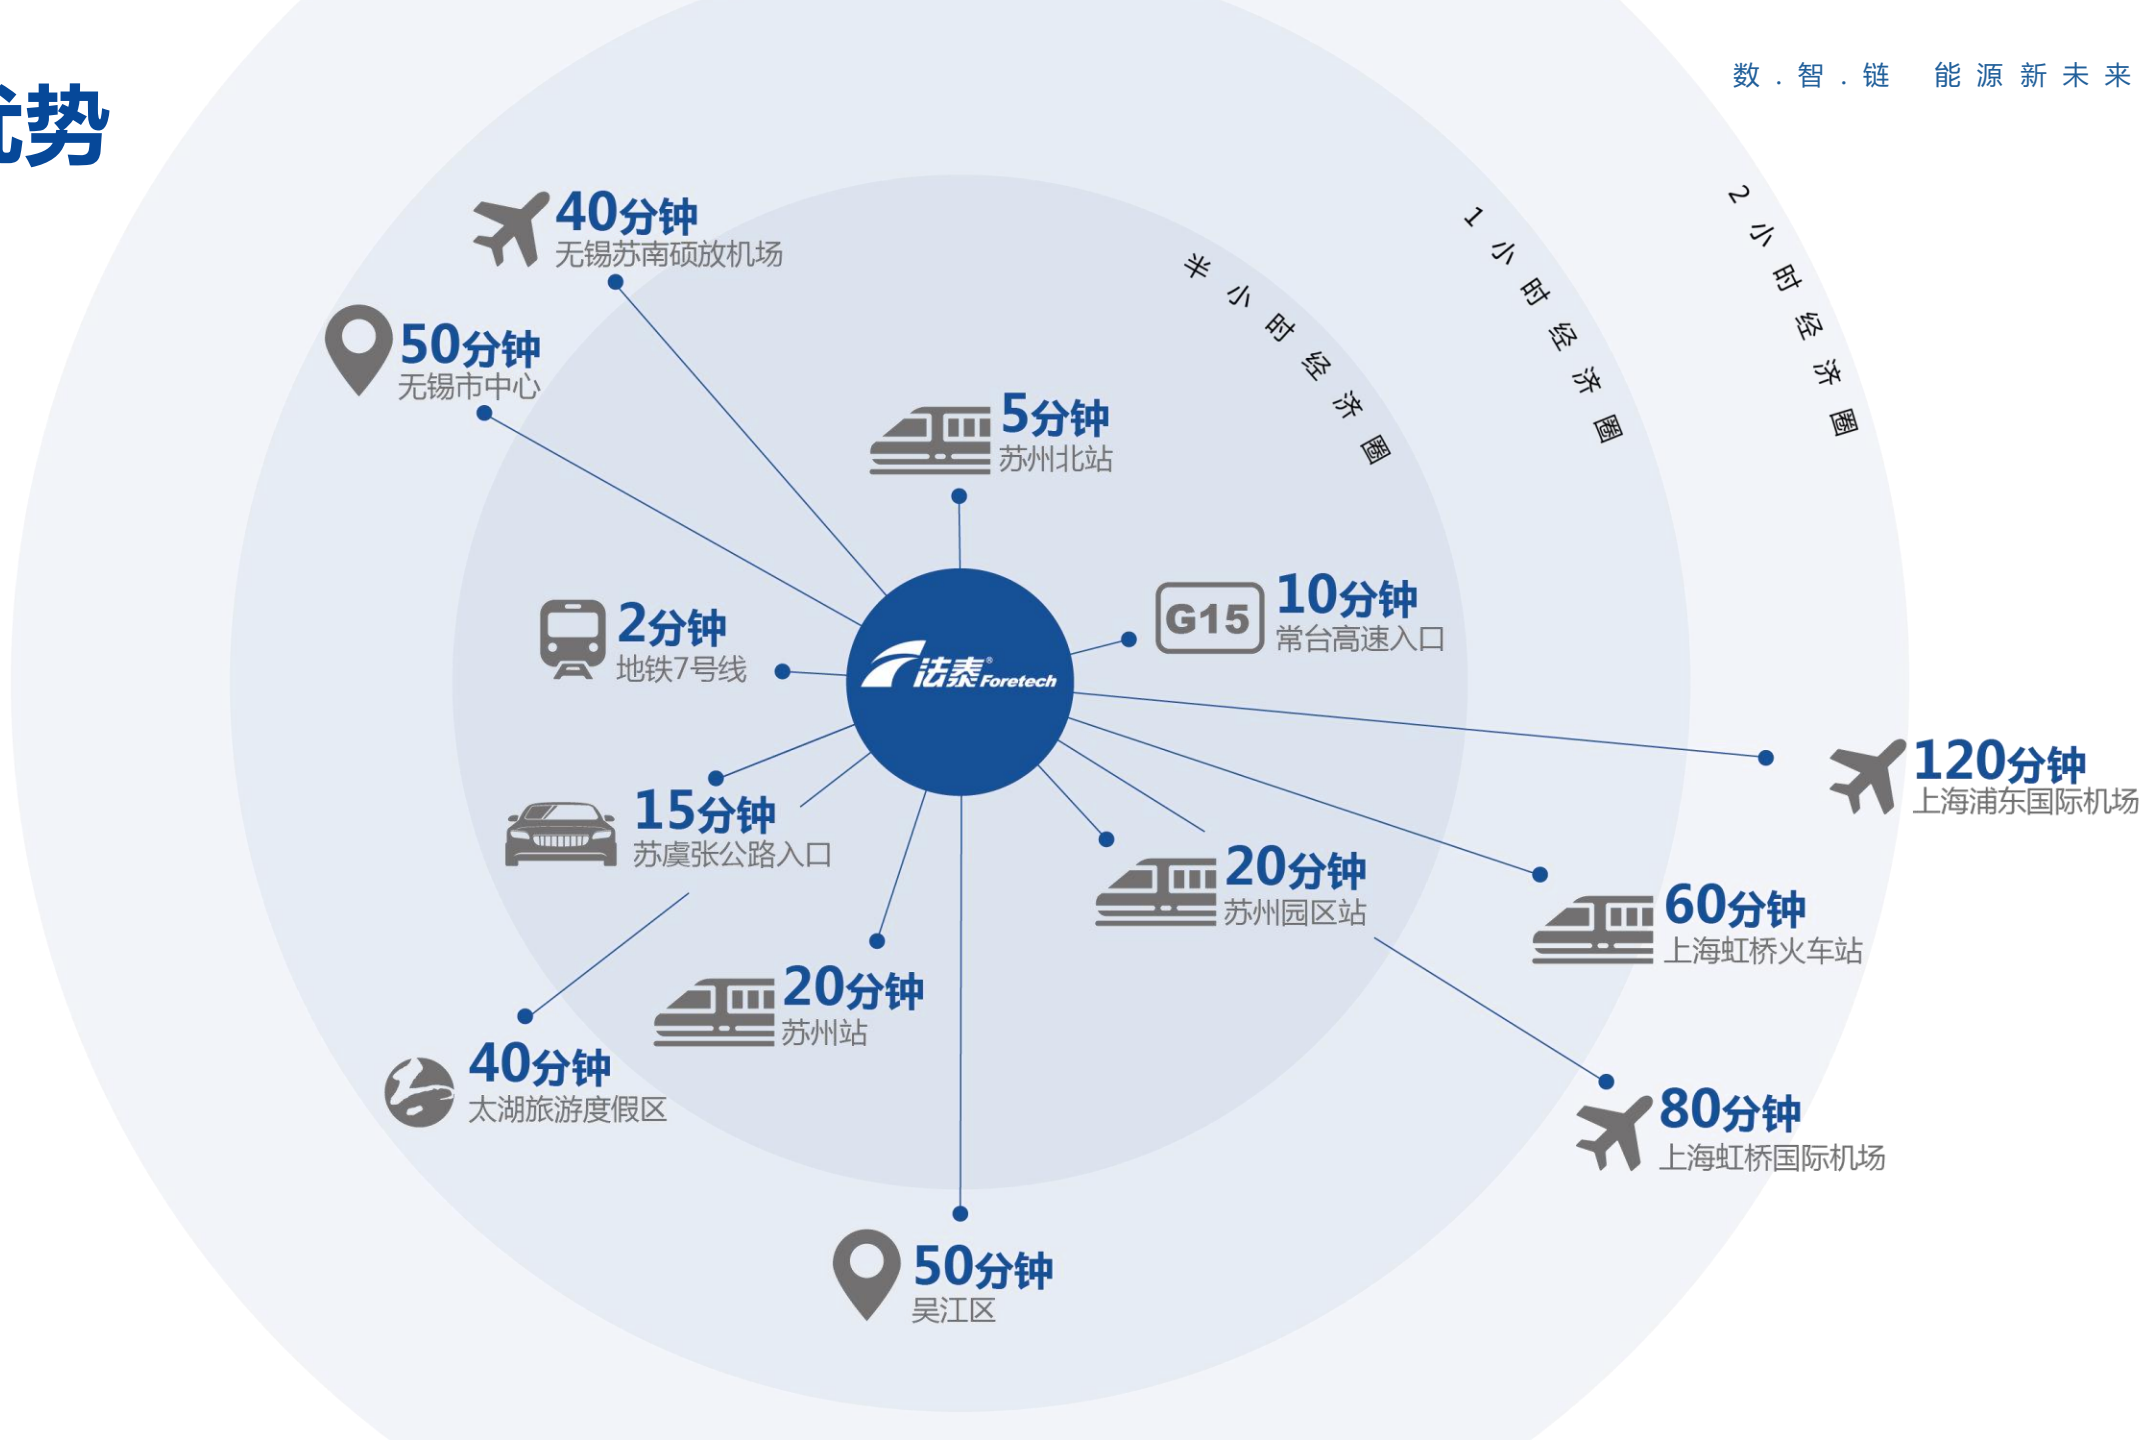 优势
数.智.链 能源新未来
40分钟
无锡苏南硕放机场
50分钟
无锡市中心
半小时经济圈
1小时经济圈
2小时经济圈
5分钟
苏州北站
2分钟
地铁7号线
法泰® Foretech
G15
10分钟
常台高速入口
15分钟
苏虞张公路入口
120分钟
上海浦东国际机场
20分钟
苏州园区站
60分钟
上海虹桥火车站
20分钟
苏州站
40分钟
太湖旅游度假区
80分钟
上海虹桥国际机场
50分钟
吴江区